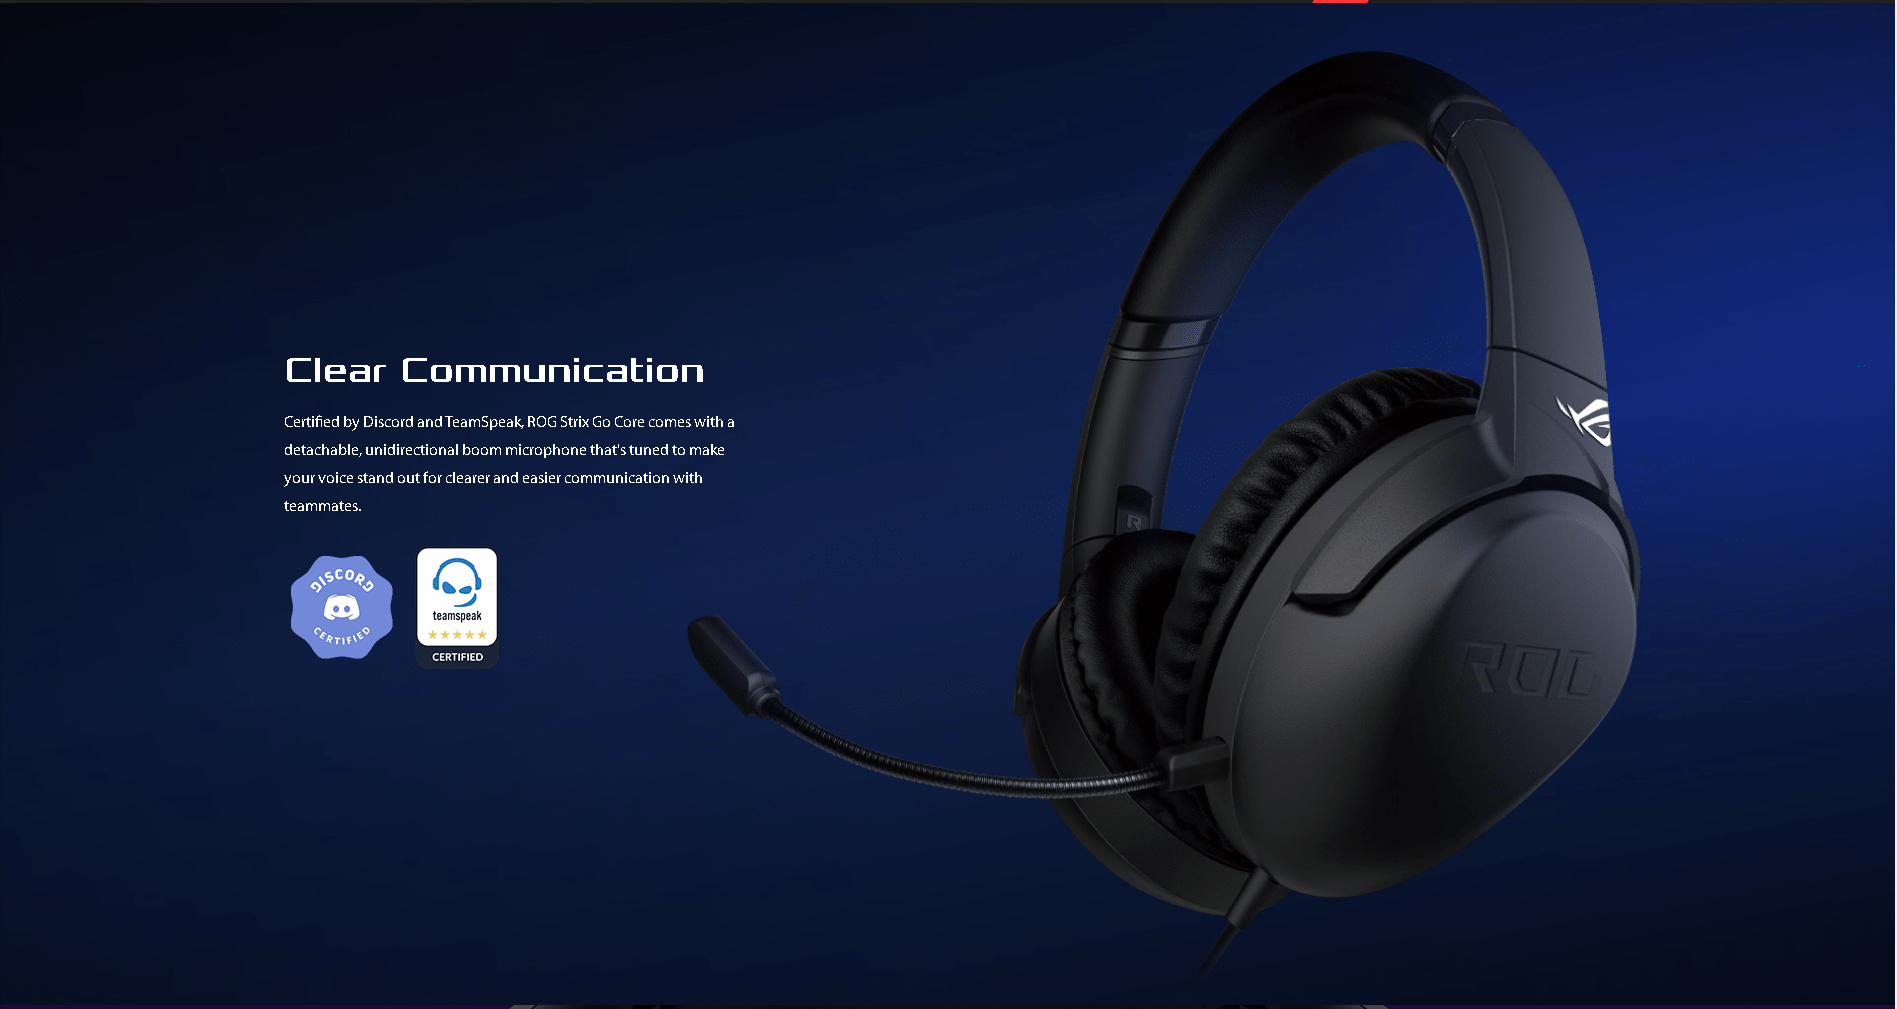 Clear Communication
Certified by Discord and TeamSpeak, ROG Strix Go Core comes with a
detachable, unidirectional boom microphone that's tuned to make
your voice stand out for clearer and easier communication with
teammates.
DISCORD
CERTIFIED
teamspeak
CERTIFIED
R
ROG